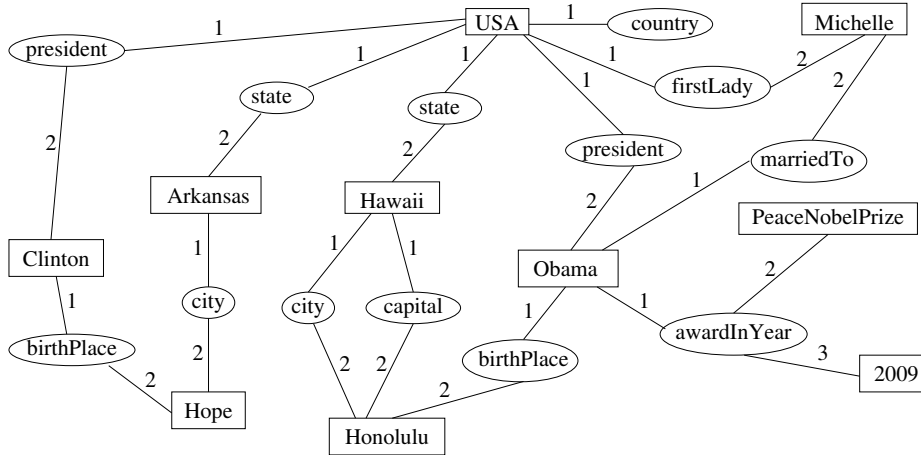 USA
1
country
Michelle
president
1
1
1
1
1
firstLady
2
2
state
state
2
2
2
president
marriedTo
1
Arkansas
Hawaii
2
PeaceNobelPrize
Clinton
1
1
1
Obama
2
1
city
city
capital
1
1
awardInYear
birthPlace
2
2
2
birthPlace
3
2
2
2009
Hope
Honolulu